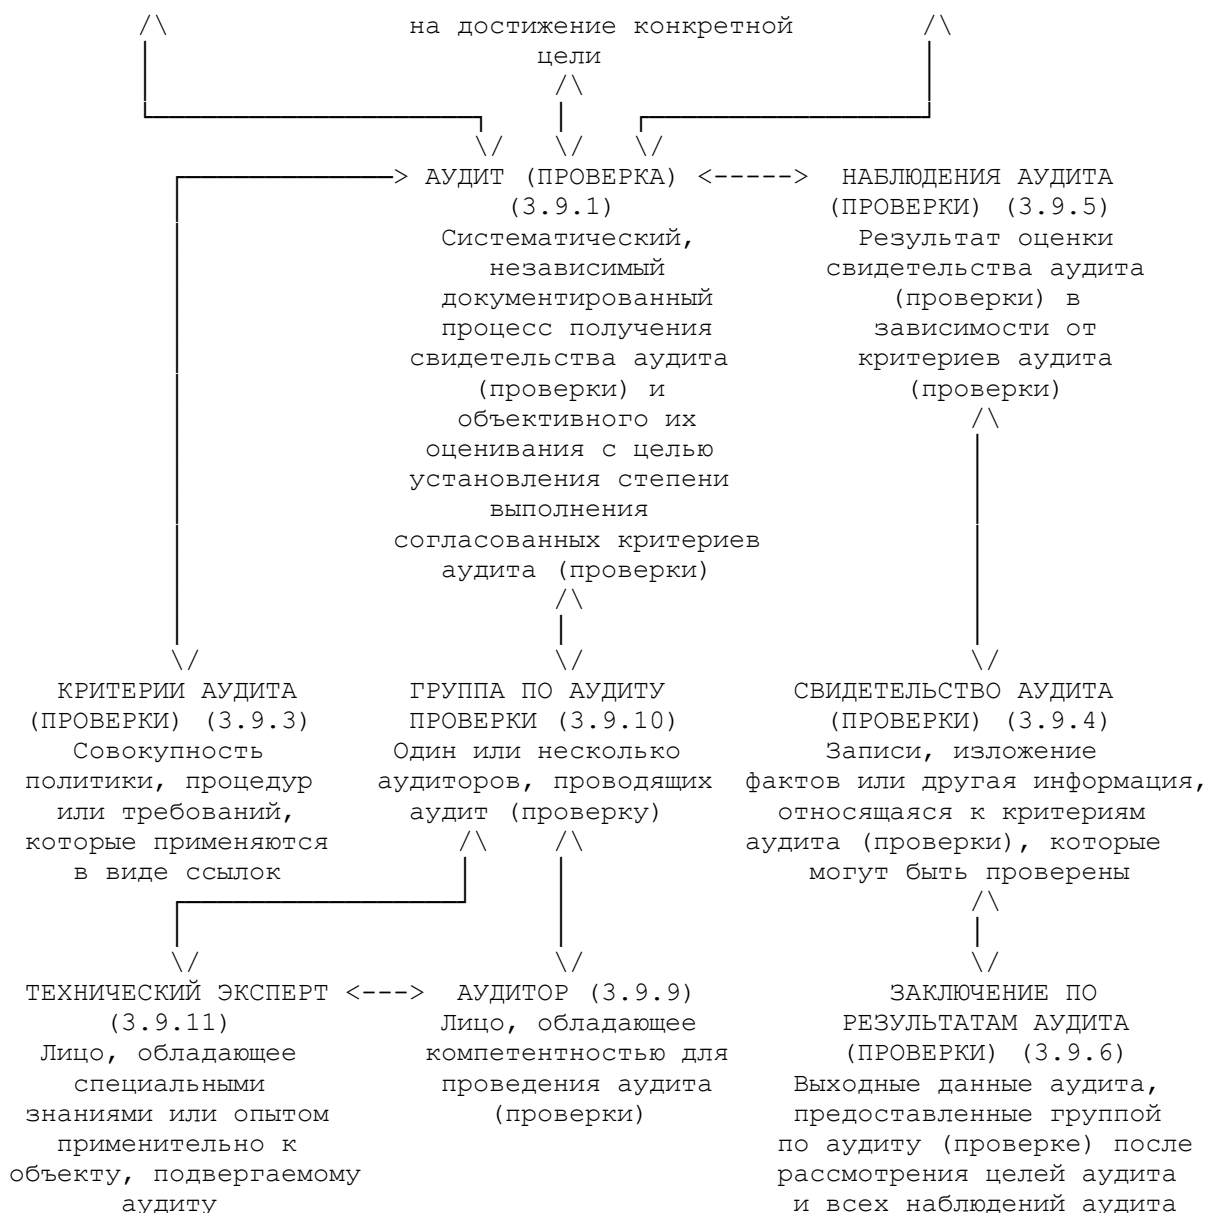 на достижение конкретной
цели
АУДИТ (ПРОВЕРКА)
(3.9.1)
Систематический,
независимый
документированный
процесс получения
свидетельства аудита
(проверки) и
объективного их
оценивания с целью
установления степени
выполнения
согласованных критериев
аудита (проверки)
НАБЛЮДЕНИЯ АУДИТА
(ПРОВЕРКИ) (3.9.5)
Результат оценки
свидетельства аудита
(проверки) в
зависимости от
критериев аудита
(проверки)
КРИТЕРИИ АУДИТА
(ПРОВЕРКИ) (3.9.3)
Совокупность
политики, процедур
или требований,
которые применяются
в виде ссылок
ГРУППА ПО АУДИТУ
ПРОВЕРКИ (3.9.10)
Один или несколько
аудиторов, проводящих
аудит (проверку)
СВИДЕТЕЛЬСТВО АУДИТА
(ПРОВЕРКИ) (3.9.4)
Записи, изложение
фактов или другая информация,
относящаяся к критериям
аудита (проверки), которые
могут быть проверены
ТЕХНИЧЕСКИЙ ЭКСПЕРТ
(3.9.11)
Лицо, обладающее
специальными
знаниями или опытом
применительно к
объекту, подвергаемому
аудиту
АУДИТОР (3.9.9)
Лицо, обладающее
компетентностью для
проведения аудита
(проверки)
ЗАКЛЮЧЕНИЕ ПО
РЕЗУЛЬТАТАМ АУДИТА
(ПРОВЕРКИ) (3.9.6)
Выходные данные аудита,
предоставленные группой
по аудиту (проверке) после
рассмотрения целей аудита
и всех наблюдений аудита